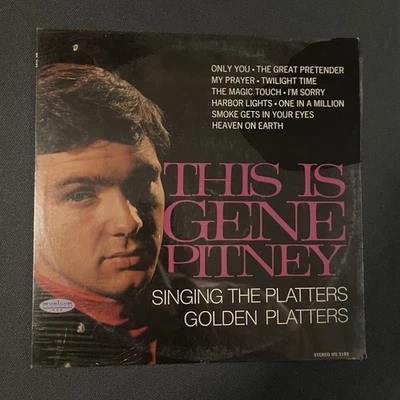 ONLY YOU • THE GREAT PRETENDER
MY PRAYER • TWILIGHT TIME
THE MAGIC TOUCH • I'M SORRY
HARBOR LIGHTS • ONE IN A MILLION
SMOKE GETS IN YOUR EYES
HEAVEN ON EARTH
THIS IS
GENE
PITNEY
SINGING THE PLATTERS
GOLDEN PLATTERS
musicor